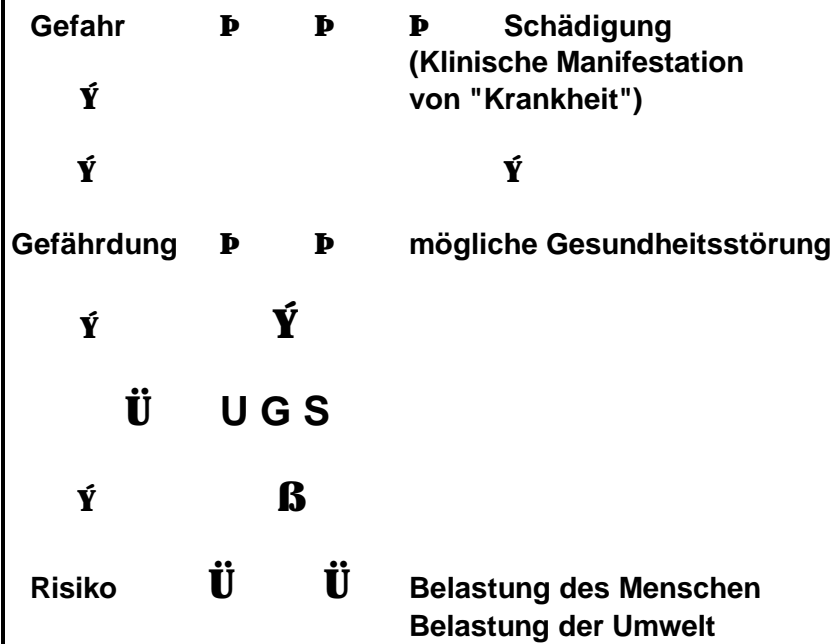 Gefahr Þ Þ Þ Schädigung
(Klinische Manifestation
Ý von "Krankheit")
Ý Ý
Gefährdung Þ Þ mögliche Gesundheitsstörung
Ý Ý
Ü U G S
Ý ß
Risiko Ü Ü Belastung des Menschen
Belastung der Umwelt